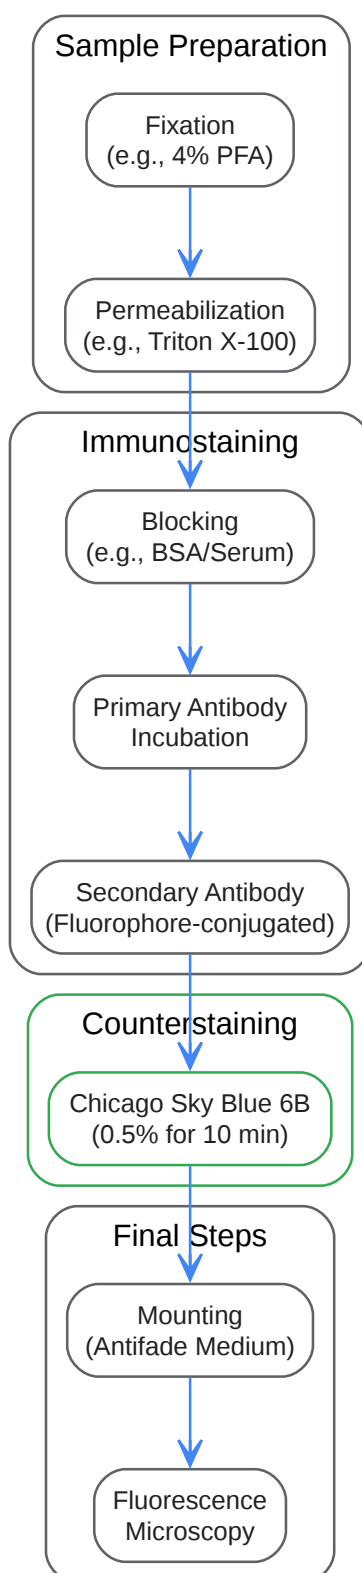 Sample Preparation
Fixation
(e.g., 4% PFA)
Permeabilization
(e.g., Triton X-100)
Immunostaining
Blocking
(e.g., BSA/Serum)
Primary Antibody
Incubation
Secondary Antibody
(Fluorophore-conjugated)
Counterstaining
Chicago Sky Blue 6B
(0.5% for 10 min)
Final Steps
Mounting
(Antifade Medium)
Fluorescence
Microscopy